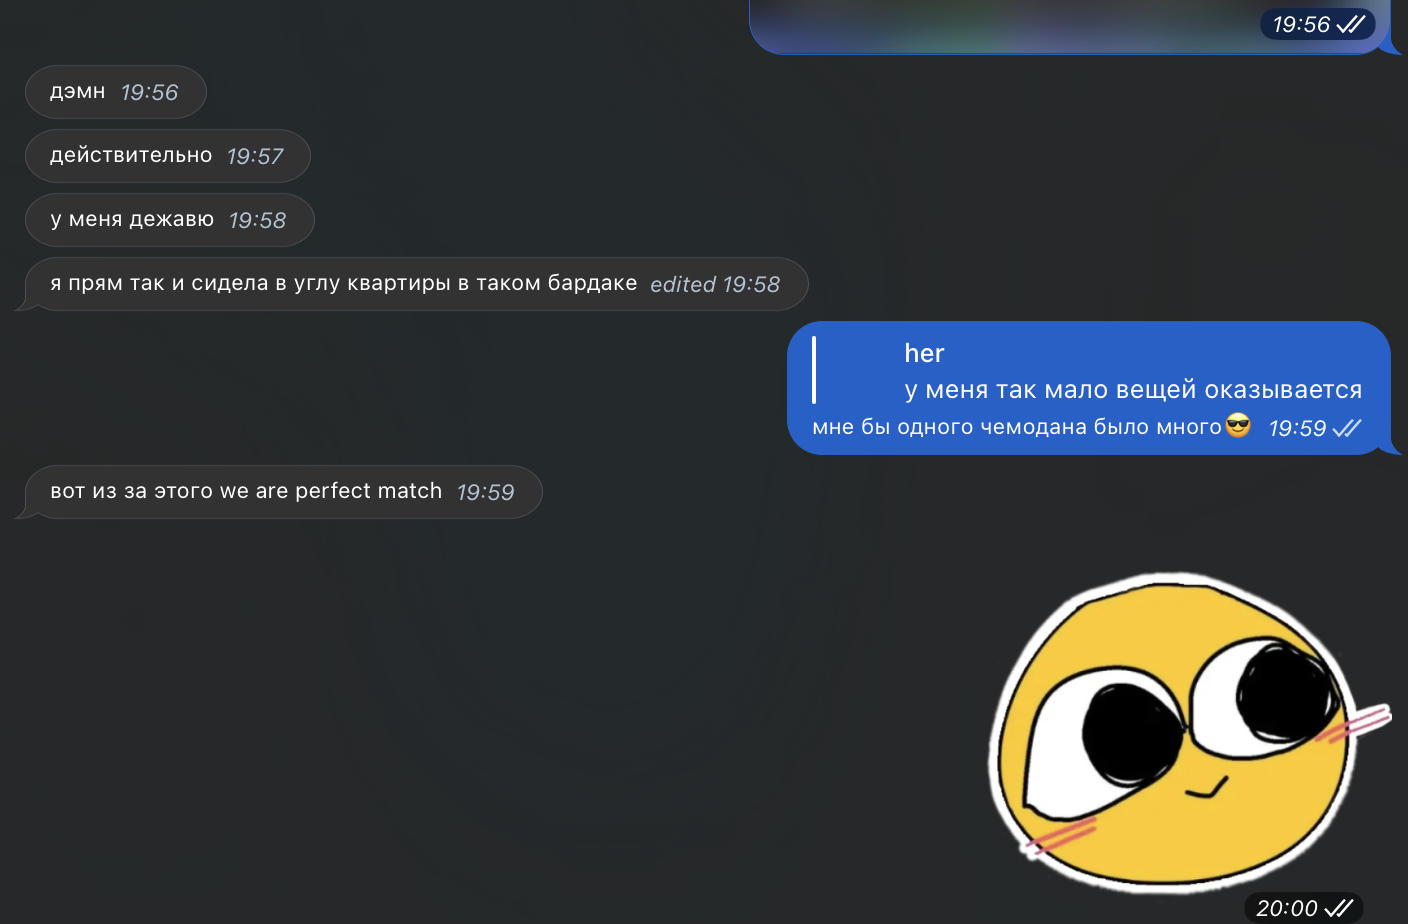 19:56
дэмн 19:56
действительно 19:57
у меня дежавю 19:58
я прям так и сидела в углу квартиры в таком бардаке edited 19:58
her
у меня так мало вещей оказывается
мне бы одного чемодана было много😎 19:59
вот из за этого we are perfect match 19:59
20:00